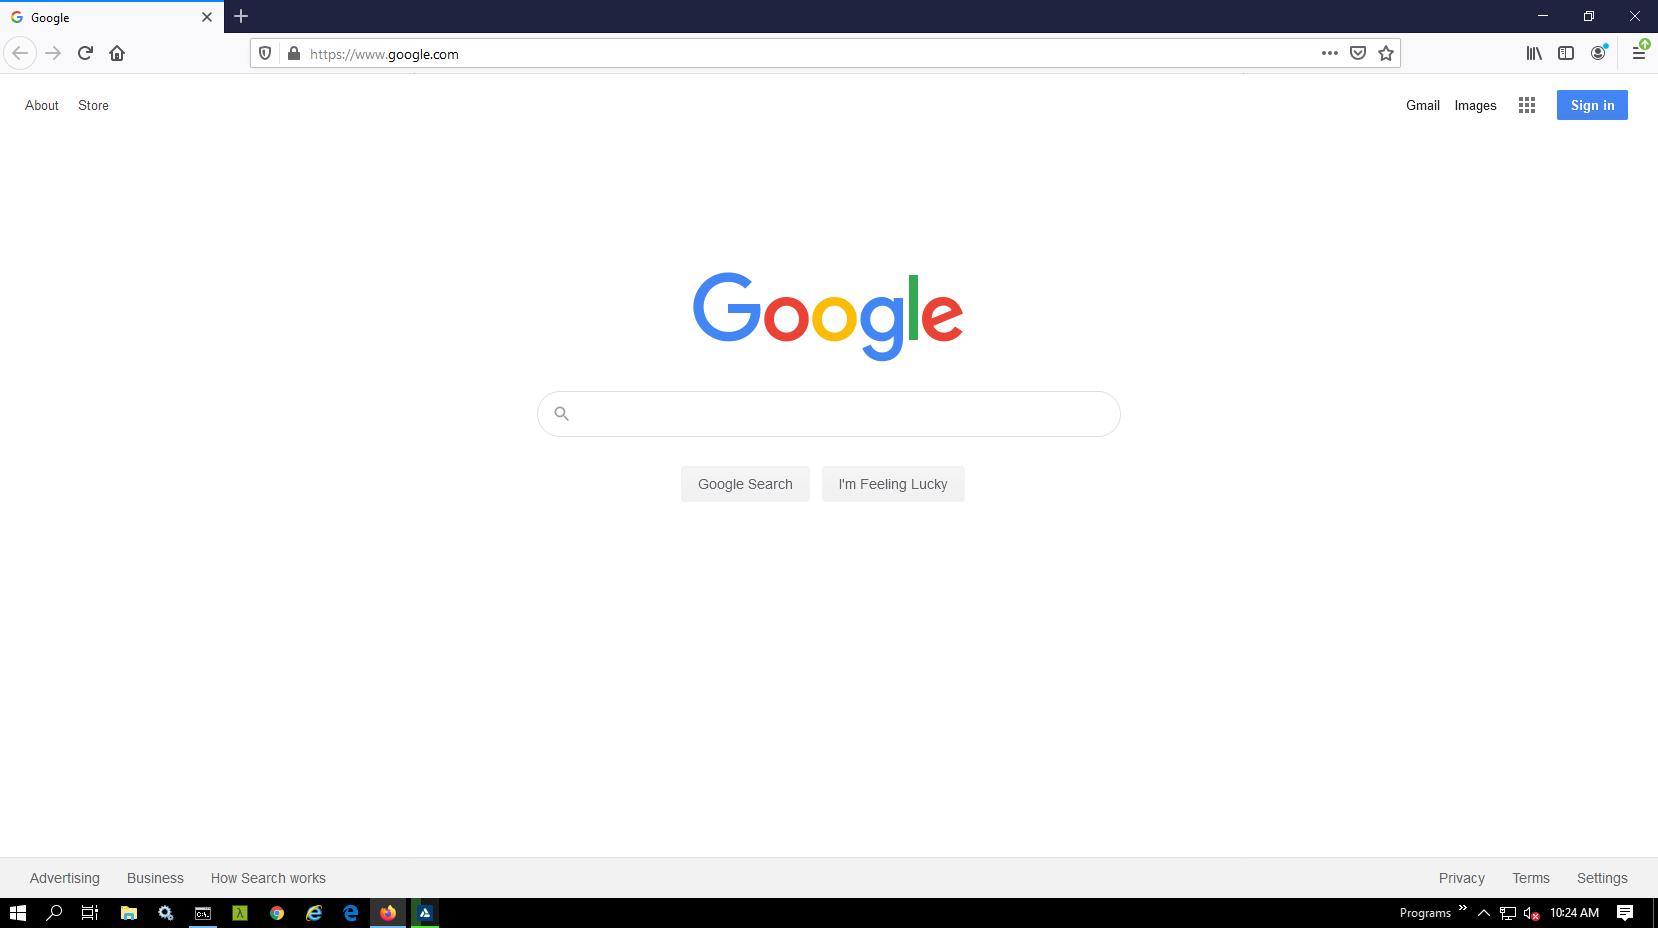 Google
https://www.google.com
About Store
Gmail Images Sign in
Google
Google Search I'm Feeling Lucky
Advertising Business How Search works
Privacy Terms Settings
Programs 10:24 AM